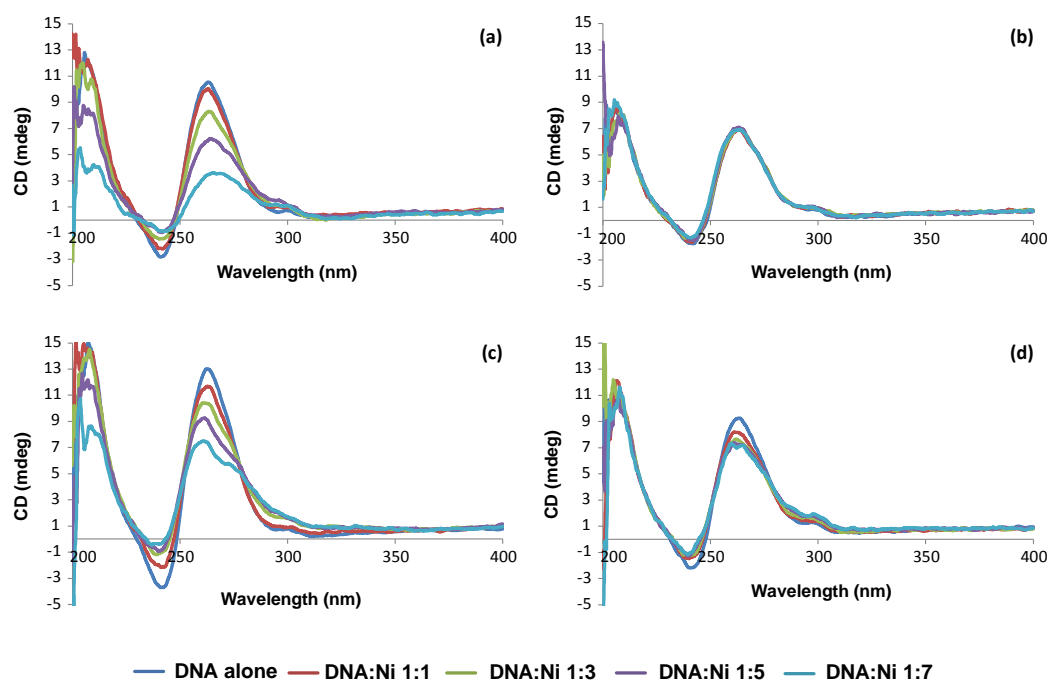 (a)
15
13
11
9
7
5
3
1
-1
-3
-5
CD (mdeg)
200 250 300 350 400
Wavelength (nm)
(b)
15
13
11
9
7
5
3
1
-1
-3
-5
CD (mdeg)
200 250 300 350 400
Wavelength (nm)
(c)
15
13
11
9
7
5
3
1
-1
-3
-5
CD (mdeg)
200 250 300 350 400
Wavelength (nm)
(d)
15
13
11
9
7
5
3
1
-1
-3
-5
CD (mdeg)
200 250 300 350 400
Wavelength (nm)
DNA alone DNA:Ni 1:1 DNA:Ni 1:3 DNA:Ni 1:5 DNA:Ni 1:7